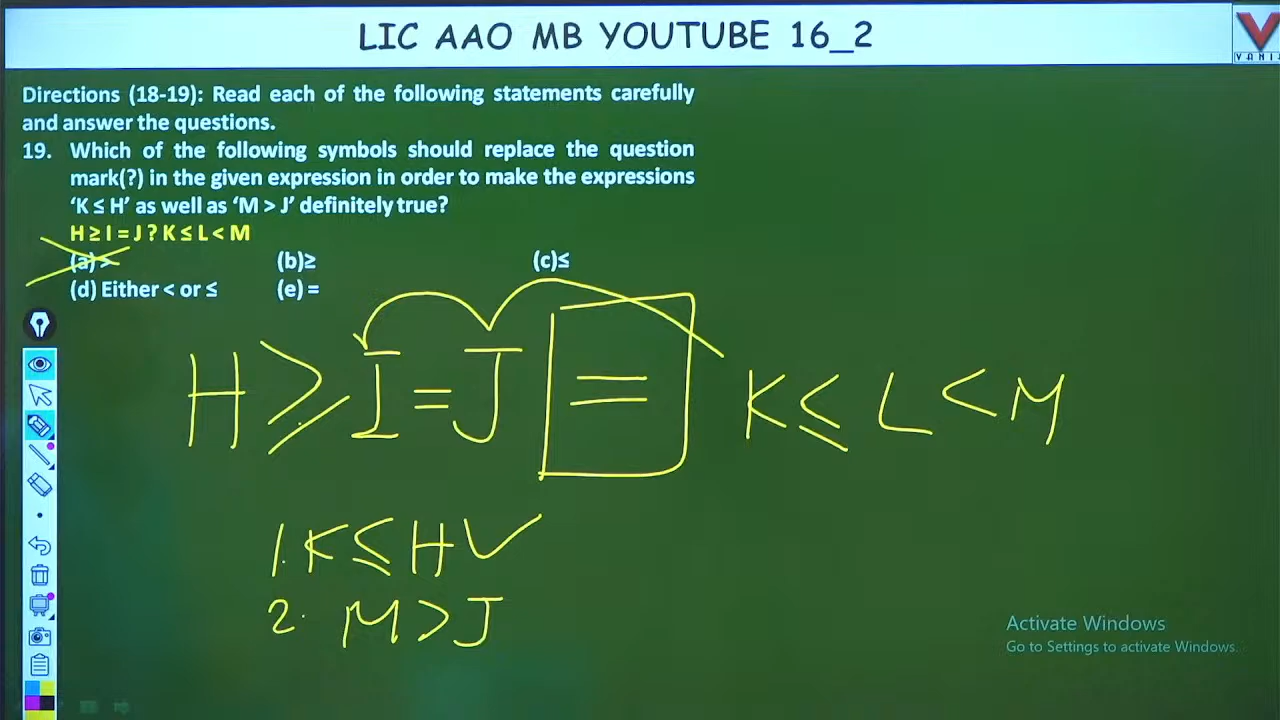 LIC AAO MB YOUTUBE 16_2
Directions (18-19): Read each of the following statements carefully
and answer the questions.
19. Which of the following symbols should replace the question
mark(?) in the given expression in order to make the expressions
‘K ≤ H’ as well as ‘M > J’ definitely true?
H ≥ I = J ? K ≤ L < M
(a) > (b)≥ (c)≤
(d) Either < or ≤ (e) =
H ≥ I = J = K ≤ L < M
1. K ≤ H ✓
2. M > J
Activate Windows
Go to Settings to activate Windows.